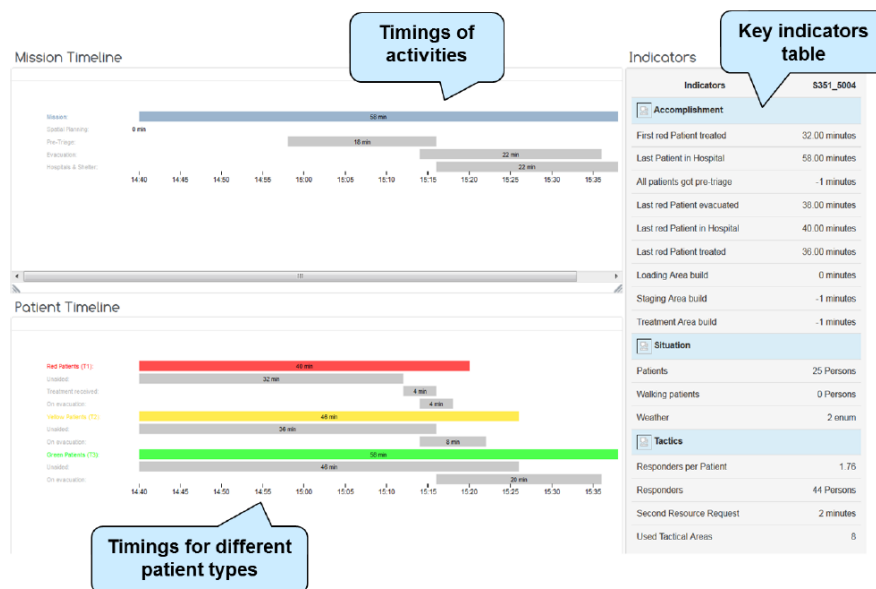 Timings of
activities
Key indicators
table
Mission Timeline
Mission:
58 min
Spatial Planning:
0 min
Pre-Triage:
18 min
Evacuation:
22 min
Hospitals & Shelter:
22 min
14:40 14:45 14:50 14:55 15:00 15:05 15:10 15:15 15:20 15:25 15:30 15:35
Patient Timeline
Red Patients (T1):
40 min
Unaided:
32 min
Treatment received:
4 min
On evacuation:
4 min
Yellow Patients (T2):
46 min
Unaided:
36 min
On evacuation:
8 min
Green Patients (T3):
58 min
Unaided:
46 min
On evacuation:
20 min
14:40 14:45 14:50 14:55 15:00 15:05 15:10 15:15 15:20 15:25 15:30 15:35
Timings for different
patient types
Indicators
Indicators S351_5004
Accomplishment
First red Patient treated 32.00 minutes
Last Patient in Hospital 58.00 minutes
All patients got pre-triage -1 minutes
Last red Patient evacuated 38.00 minutes
Last red Patient in Hospital 40.00 minutes
Last red Patient treated 36.00 minutes
Loading Area build 0 minutes
Staging Area build -1 minutes
Treatment Area build -1 minutes
Situation
Patients 25 Persons
Walking patients 0 Persons
Weather 2 enum
Tactics
Responders per Patient 1.76
Responders 44 Persons
Second Resource Request 2 minutes
Used Tactical Areas 8